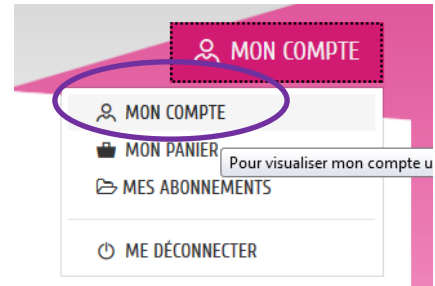 MON COMPTE
MON COMPTE
MON PANIER
Pour visualiser mon compte u
MES ABONNEMENTS
ME DÉCONNECTER